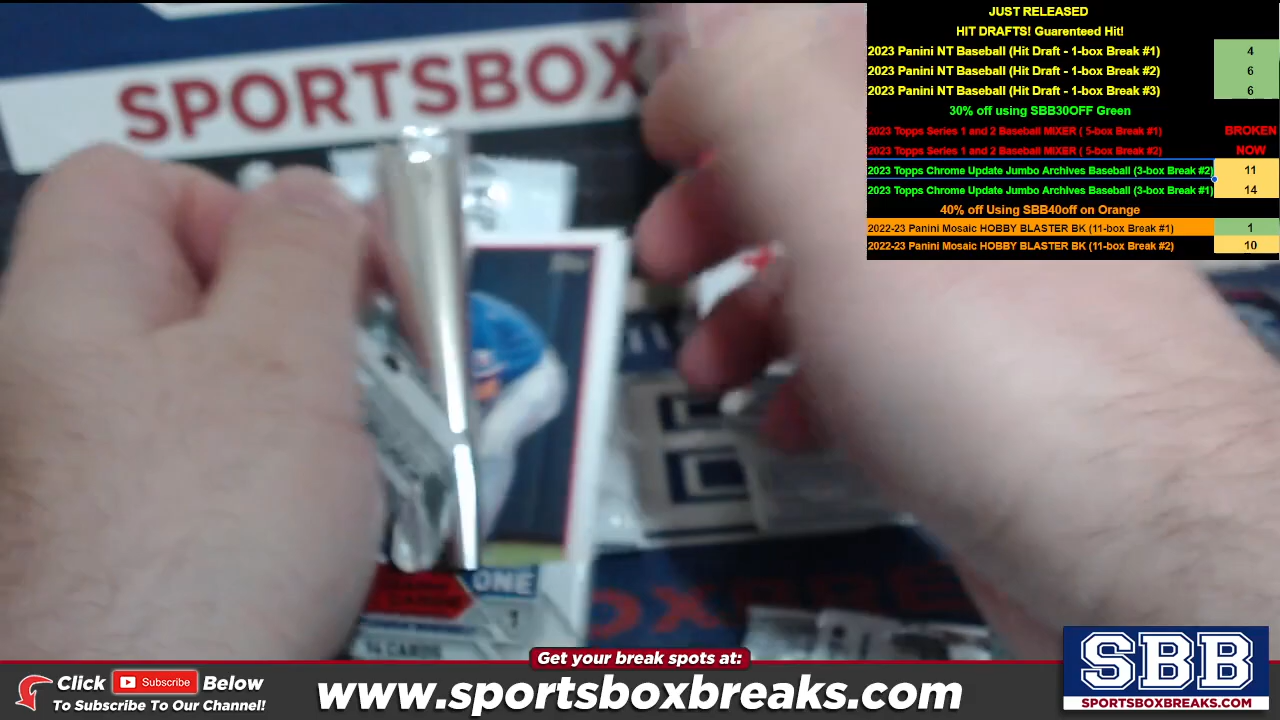 JUST RELEASED
HIT DRAFTS! Guarenteed Hit!
2023 Panini NT Baseball (Hit Draft - 1-box Break #1) 4
2023 Panini NT Baseball (Hit Draft - 1-box Break #2) 6
2023 Panini NT Baseball (Hit Draft - 1-box Break #3) 6
30% off using SBB30OFF Green
2023 Topps Series 1 and 2 Baseball MIXER ( 5-box Break #1) BROKEN
2023 Topps Series 1 and 2 Baseball MIXER ( 5-box Break #2) NOW
2023 Topps Chrome Update Jumbo Archives Baseball (3-box Break #2) 11
2023 Topps Chrome Update Jumbo Archives Baseball (3-box Break #1) 14
40% off Using SBB40off on Orange
2022-23 Panini Mosaic HOBBY BLASTER BK (11-box Break #1) 1
2022-23 Panini Mosaic HOBBY BLASTER BK (11-box Break #2) 10
SPORTSBOX
ONE
1
14 CARDS
Get your break spots at:
Click Subscribe Below
To Subscribe To Our Channel!
www.sportsboxbreaks.com
SBB
SPORTSBOXBREAKS.COM